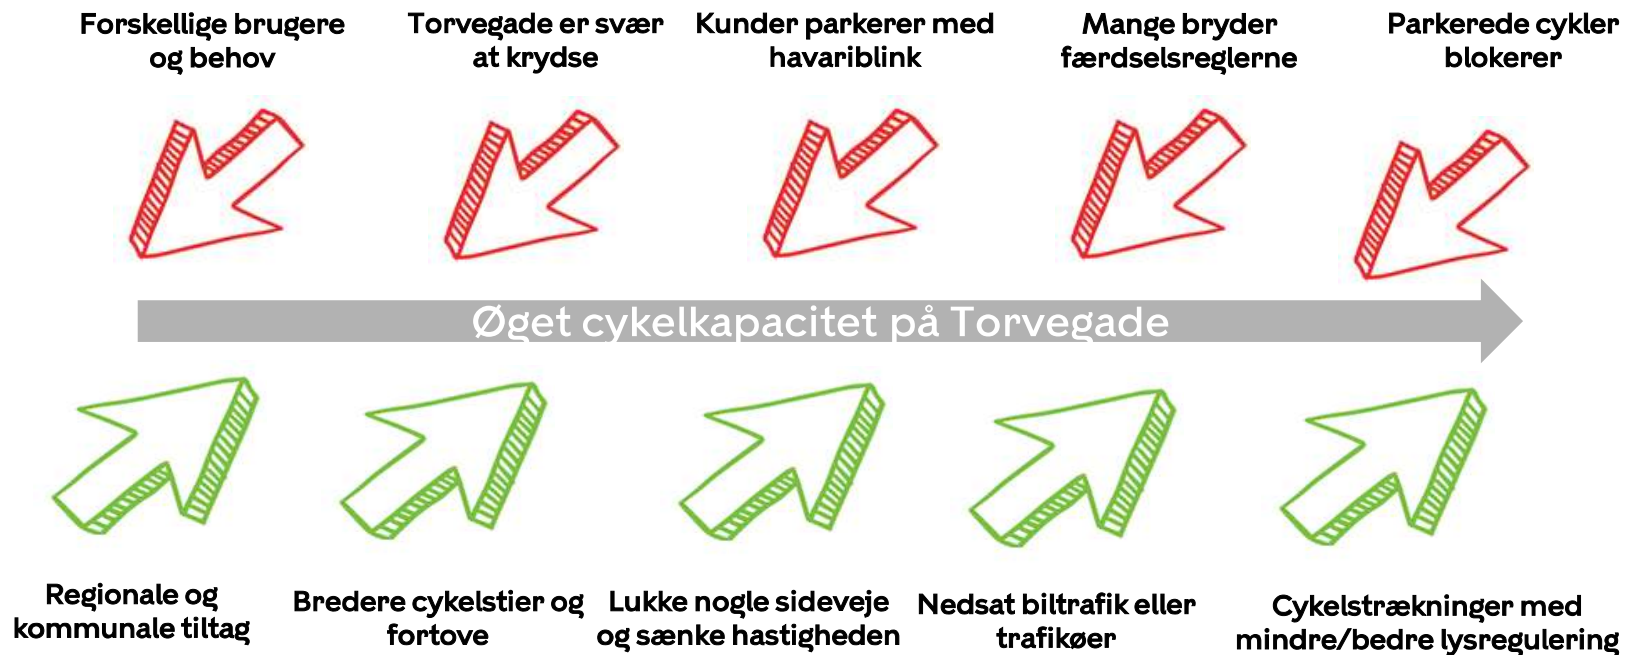 Forskellige brugere
og behov
Torvegade er svær
at krydse
Kunder parkerer med
havariblink
Mange bryder
færdselsreglerne
Parkerede cykler
blokerer
Øget cykelkapacitet på Torvegade
Regionale og
kommunale tiltag
Bredere cykelstier og
fortove
Lukke nogle sideveje
og sænke hastigheden
Nedsat biltrafik eller
trafikøer
Cykelstrækninger med
mindre/bedre lysregulering